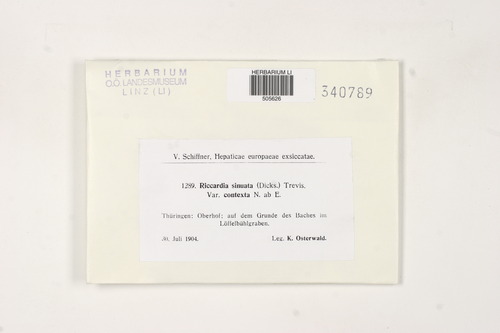 HERBARIUM
O.Ö. LANDESMUSEUM
LINZ (LI)
HERBARIUM LI
505626
340789
V. Schiffner, Hepaticae europaeae exsiccatae.
1289. Riccardia sinuata (Dicks.) Trevis.
Var. contexta N. ab E.
Thüringen: Oberhof; auf dem Grunde des Baches im
Löffelbühlgraben.
30. Juli 1904. Leg. K. Osterwald.